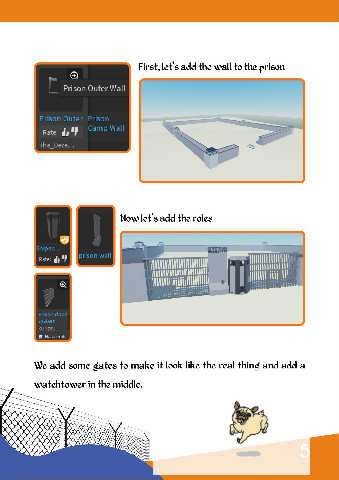 First, let's add the wall to the prison
Prison Outer Wall
Prison Outer
Prison
Camp Wall
Rate
Now let's add the roles
Rate
prison wall
We add some gates to make it look like the real thing and add a
watchtower in the middle.
5